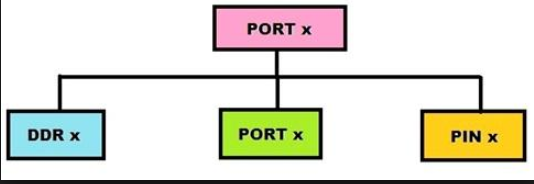 PORT x
DDR x
PORT x
PIN x